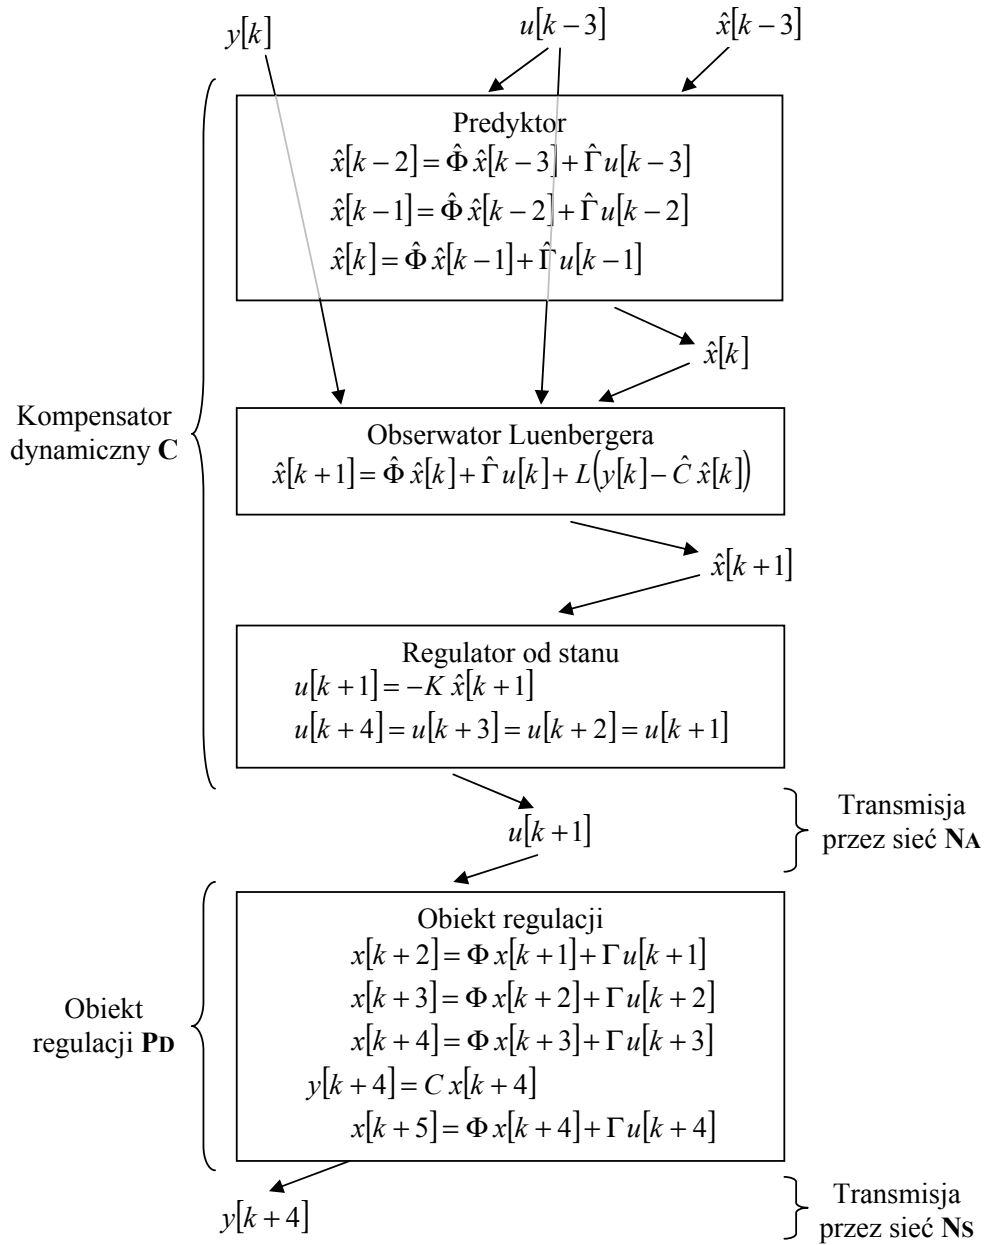 y[k]
u[k−3]
x̂[k−3]
Predyktor
x̂[k−2]=Φ̂ x̂[k−3]+Γ̂ u[k−3]
x̂[k−1]=Φ̂ x̂[k−2]+Γ̂ u[k−2]
x̂[k]=Φ̂ x̂[k−1]+Γ̂ u[k−1]
x̂[k]
Kompensator
dynamiczny C
Obserwator Luenbergera
x̂[k+1]=Φ̂ x̂[k]+Γ̂ u[k]+L(y[k]−Ĉ x̂[k])
x̂[k+1]
Regulator od stanu
u[k+1]=−K x̂[k+1]
u[k+4]=u[k+3]=u[k+2]=u[k+1]
u[k+1]
Transmisja
przez sieć NA
Obiekt regulacji
x[k+2]=Φ x[k+1]+Γ u[k+1]
x[k+3]=Φ x[k+2]+Γ u[k+2]
x[k+4]=Φ x[k+3]+Γ u[k+3]
y[k+4]=C x[k+4]
x[k+5]=Φ x[k+4]+Γ u[k+4]
Obiekt
regulacji PD
y[k+4]
Transmisja
przez sieć NS